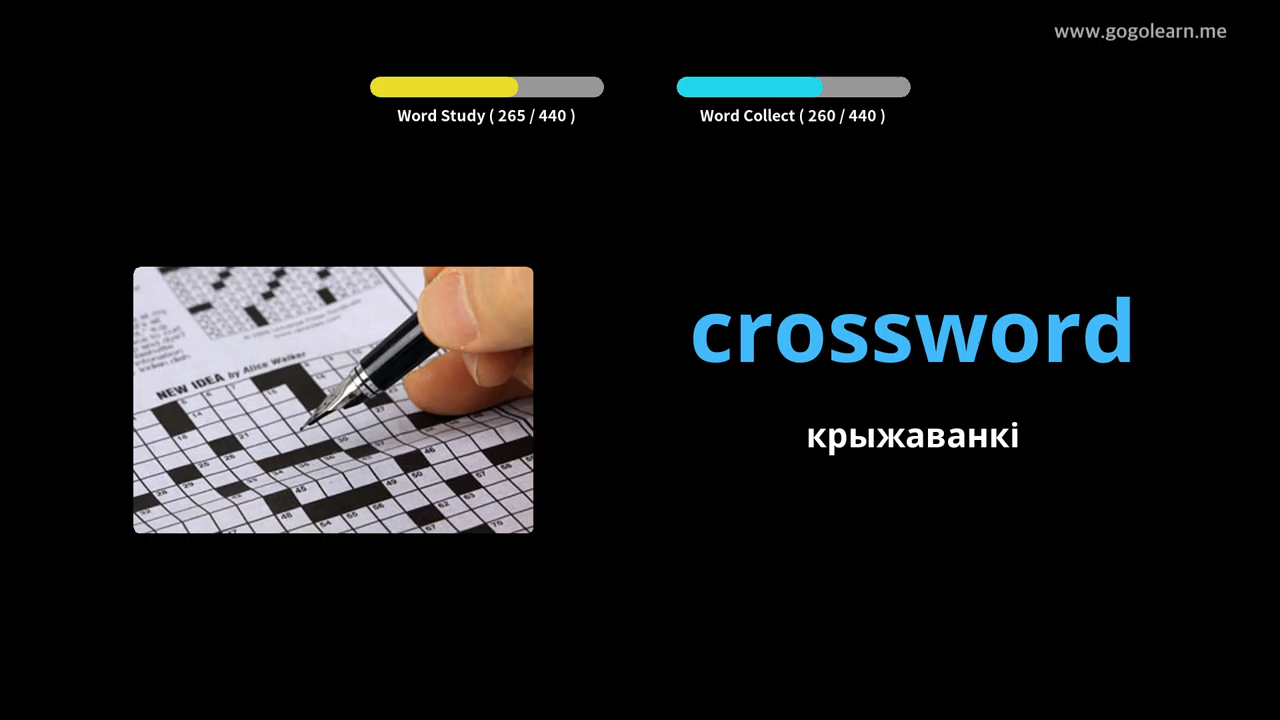 www.gogolearn.me
Word Study ( 265 / 440 )
Word Collect ( 260 / 440 )
NEW IDEA by Alice Walker
crossword
крыжаванкі